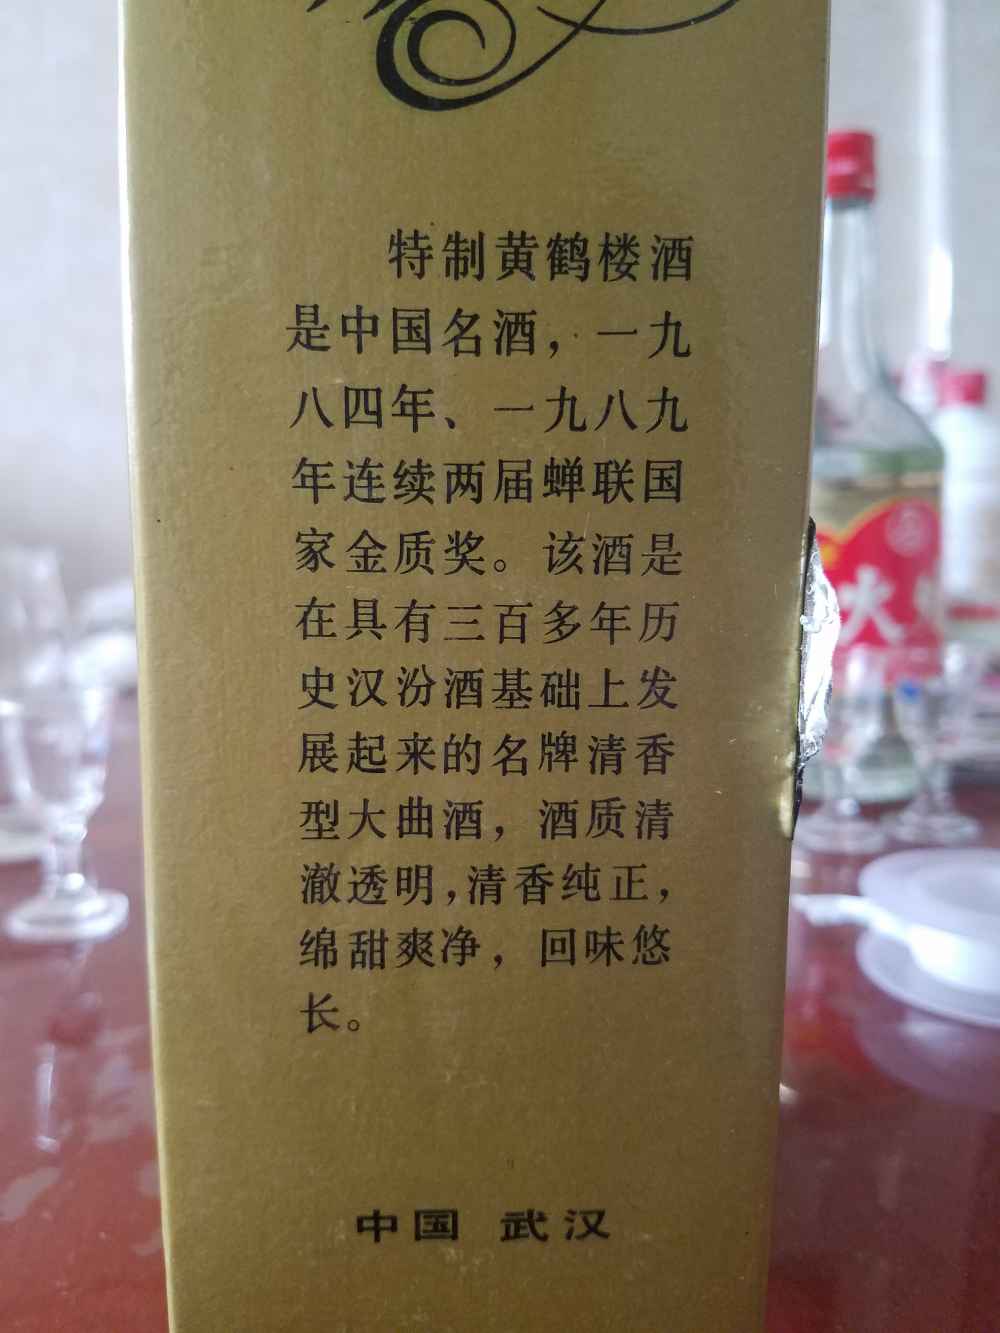 特制黄鹤楼酒
是中国名酒，一九
八四年、一九八九
年连续两届蝉联国
家金质奖。该酒是
在具有三百多年历
史汉汾酒基础上发
展起来的名牌清香
型大曲酒，酒质清
澈透明，清香纯正，
绵甜爽净，回味悠
长。
中国 武汉
火